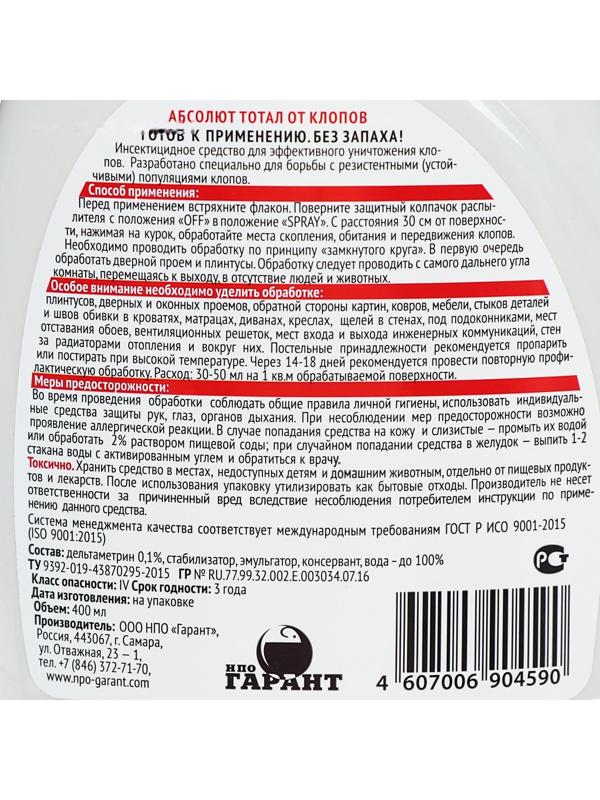 АБСОЛЮТ ТОТАЛ ОТ КЛОПОВ
ГОТОВ К ПРИМЕНЕНИЮ. БЕЗ ЗАПАХА!
Инсектицидное средство для эффективного уничтожения кло-
пов. Разработано специально для борьбы с резистентными (устой-
чивыми) популяциями клопов.
Способ применения:
Перед применением встряхните флакон. Поверните защитный колпачок распы-
лителя с положения «OFF» в положение «SPRAY». С расстояния 30 см от поверхнос-
ти, нажимая на курок, обработайте места скопления, обитания и передвижения клопов.
Необходимо проводить обработку по принципу «замкнутого круга». В первую очередь
обработать дверной проем и плинтусы. Обработку следует проводить с самого дальнего угла
комнаты, перемещаясь к выходу, в отсутствие людей и животных.
Особое внимание необходимо уделить обработке:
плинтусов, дверных и оконных проемов, обратной стороны картин, ковров, мебели, стыков деталей
и швов обивки в кроватях, матрацах, диванах, креслах, щелей в стенах, под подоконниками, мест
отставания обоев, вентиляционных решеток, мест входа и выхода инженерных коммуникаций, стен
за радиаторами отопления и вокруг них. Постельные принадлежности рекомендуется пропарить
или постирать при высокой температуре. Через 14-18 дней рекомендуется провести повторную профи-
лактическую обработку. Расход: 30-50 мл на 1 кв.м обрабатываемой поверхности.
Меры предосторожности:
Во время проведения обработки соблюдать общие правила личной гигиены, использовать индивидуаль-
ные средства защиты рук, глаз, органов дыхания. При несоблюдении мер предосторожности возможно
проявление аллергической реакции. В случае попадания средства на кожу и слизистые – промыть их водой
или обработать 2% раствором пищевой соды; при случайном попадании средства в желудок – выпить 1-2
стакана воды с активированным углем и обратиться к врачу.
Токсично. Хранить средство в местах, недоступных детям и домашним животным, отдельно от пищевых продук-
тов и лекарств. После использования упаковку утилизировать как бытовые отходы. Производитель не несет
ответственности за причиненный вред вследствие несоблюдения потребителем инструкции по приме-
нению данного средства.
Система менеджмента качества соответствует международным требованиям ГОСТ Р ИСО 9001-2015
(ISO 9001:2015)
Состав: дельтаметрин 0,1%, стабилизатор, эмульгатор, консервант, вода – до 100%
ТУ 9392-019-43870295-2015 ГР № RU.77.99.32.002.Е.003034.07.16
Класс опасности: IV Срок годности: 3 года
Дата изготовления: на упаковке
Объем: 400 мл
Производитель: ООО НПО «Гарант»,
Россия, 443067, г. Самара,
ул. Отважная, 23 – 1,
тел. +7 (846) 372-71-70,
www.npo-garant.com
НПО
ГАРАНТ
РСТ
4 607006 904590